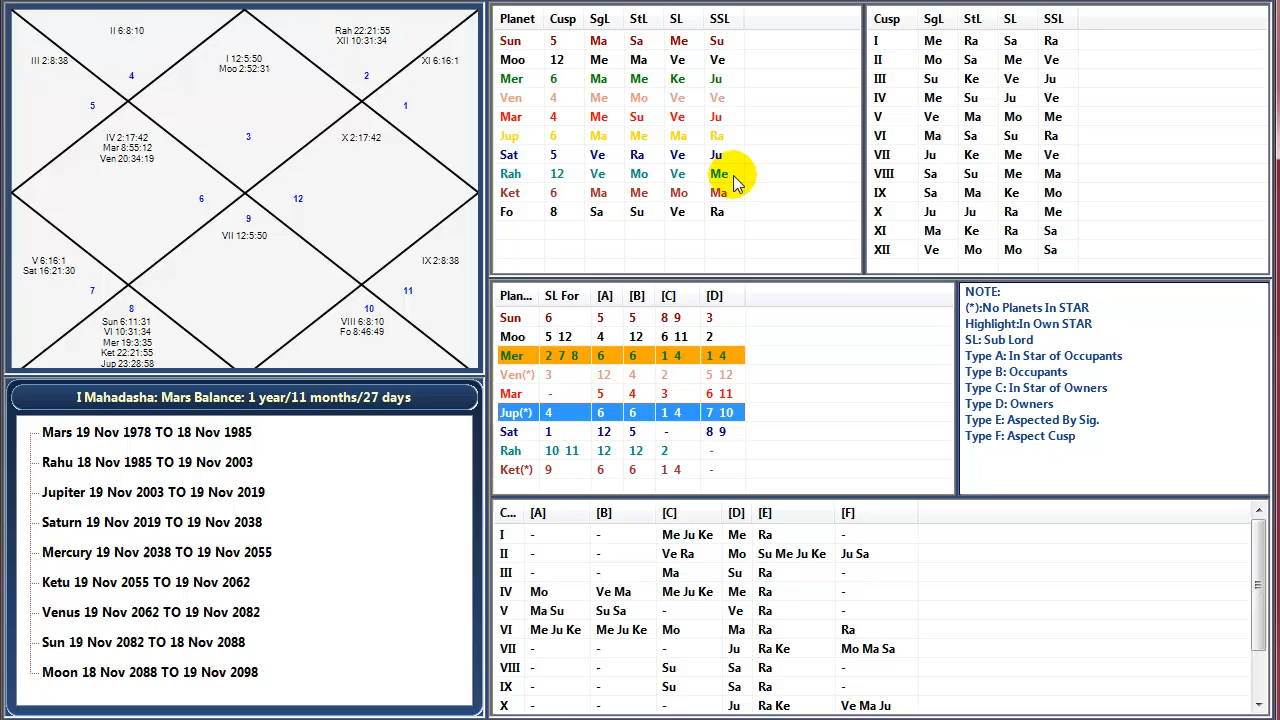 II 6:8:10
Rah 22:21:55
XII 10:31:34
III 2:8:38
I 12:5:50
Moo 2:52:31
XI 6:16:1
4
2
5
1
3
IV 2:17:42
Mar 8:55:12
Ven 20:34:19
X 2:17:42
6
12
9
VII 12:5:50
V 6:16:1
Sat 16:21:30
IX 2:8:38
7
11
8
10
Sun 6:11:31
VI 10:31:34
Mer 19:3:35
Ket 22:21:55
Jup 23:28:58
VIII 6:8:10
Fo 8:46:49
I Mahadasha: Mars Balance: 1 year/11 months/27 days
Mars 19 Nov 1978 TO 18 Nov 1985
Rahu 18 Nov 1985 TO 19 Nov 2003
Jupiter 19 Nov 2003 TO 19 Nov 2019
Saturn 19 Nov 2019 TO 19 Nov 2038
Mercury 19 Nov 2038 TO 19 Nov 2055
Ketu 19 Nov 2055 TO 19 Nov 2062
Venus 19 Nov 2062 TO 19 Nov 2082
Sun 19 Nov 2082 TO 18 Nov 2088
Moon 18 Nov 2088 TO 19 Nov 2098
Planet Cusp SgL StL SL SSL
Sun 5 Ma Sa Me Su
Moo 12 Me Ma Ve Ve
Mer 6 Ma Me Ke Ju
Ven 4 Me Mo Ve Ve
Mar 4 Me Su Ve Ju
Jup 6 Ma Me Ma Ra
Sat 5 Ve Ra Ve Ju
Rah 12 Ve Mo Ve Me
Ket 6 Ma Me Mo Ma
Fo 8 Sa Su Ve Ra
Cusp SgL StL SL SSL
I Me Ra Sa Ra
II Mo Sa Me Ve
III Su Ke Ve Ju
IV Me Su Ju Ve
V Ve Ma Mo Me
VI Ma Sa Su Ra
VII Ju Ke Me Ve
VIII Sa Su Me Ma
IX Sa Ma Ke Mo
X Ju Ju Ra Me
XI Ma Ke Ra Sa
XII Ve Mo Mo Sa
Plan... SL For [A] [B] [C] [D]
Sun 6 5 5 8 9 3
Moo 5 12 4 12 6 11 2
Mer 2 7 8 6 6 1 4 1 4
Ven(*) 3 12 4 2 5 12
Mar - 5 4 3 6 11
Jup(*) 4 6 6 1 4 7 10
Sat 1 12 5 - 8 9
Rah 10 11 12 12 2 -
Ket(*) 9 6 6 1 4 -
NOTE:
(*):No Planets In STAR
Highlight:In Own STAR
SL: Sub Lord
Type A: In Star of Occupants
Type B: Occupants
Type C: In Star of Owners
Type D: Owners
Type E: Aspected By Sig.
Type F: Aspect Cusp
C... [A] [B] [C] [D] [E] [F]
I - - Me Ju Ke Me Ra -
II - - Ve Ra Mo Su Me Ju Ke Ju Sa
III - - Ma Su Ra -
IV Mo Ve Ma Me Ju Ke Me Ra -
V Ma Su Su Sa - Ve Ra -
VI Me Ju Ke Me Ju Ke Mo Ma Ra Ra
VII - - - Ju Ra Ke Mo Ma Sa
VIII - - Su Sa Ra -
IX - - Su Sa Ra -
X - - - Ju Ra Ke Ve Ma Ju